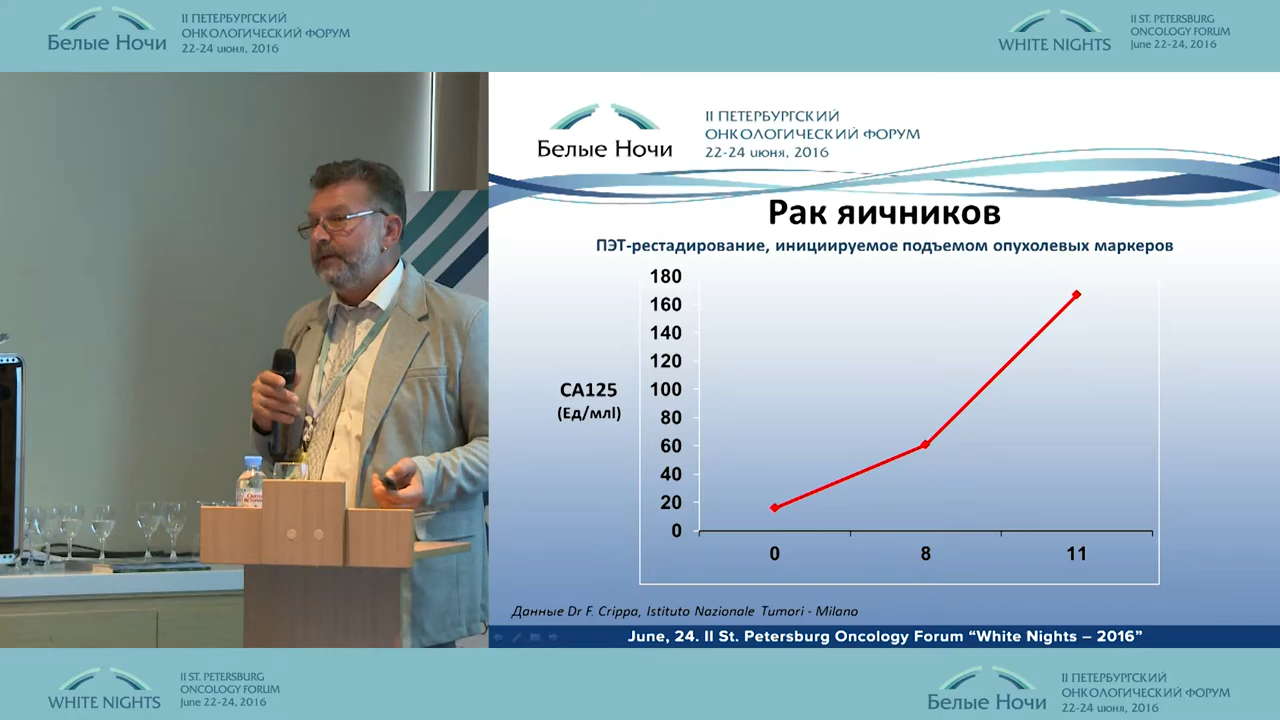 Белые Ночи
II ПЕТЕРБУРГСКИЙ
ОНКОЛОГИЧЕСКИЙ ФОРУМ
22-24 июня, 2016
WHITE NIGHTS
II ST. PETERSBURG
ONCOLOGY FORUM
June 22-24, 2016
Белые Ночи
II ПЕТЕРБУРГСКИЙ
ОНКОЛОГИЧЕСКИЙ ФОРУМ
22-24 июня, 2016
Рак яичников
ПЭТ-рестадирование, инициируемое подъемом опухолевых маркеров
180
160
140
120
100
80
60
40
20
0
CA125
(Ед/млl)
0 8 11
Данные Dr F. Crippa, Istituto Nazionale Tumori - Milano
June, 24. II St. Petersburg Oncology Forum “White Nights – 2016”
WHITE NIGHTS
II ST. PETERSBURG
ONCOLOGY FORUM
June 22-24, 2016
Белые Ночи
II ПЕТЕРБУРГСКИЙ
ОНКОЛОГИЧЕСКИЙ ФОРУМ
22-24 июня, 2016